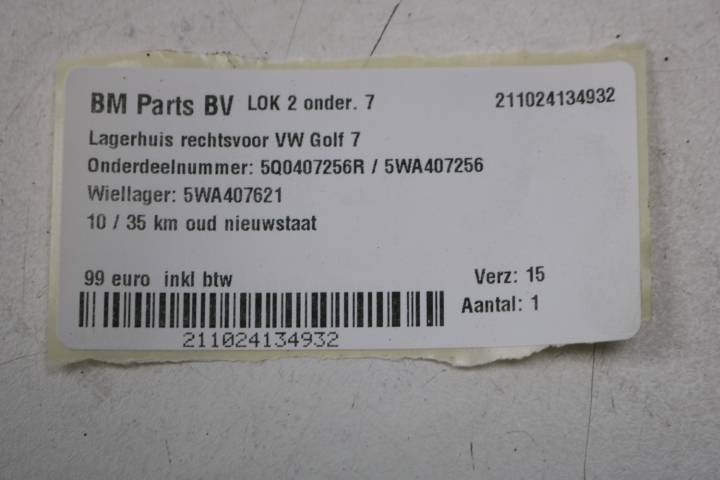 BM Parts BV LOK 2 onder. 7 211024134932
Lagerhuis rechtsvoor VW Golf 7
Onderdeelnummer: 5Q0407256R / 5WA407256
Wiellager: 5WA407621
10 / 35 km oud nieuwstaat
99 euro inkl btw Verz: 15
Aantal: 1
211024134932